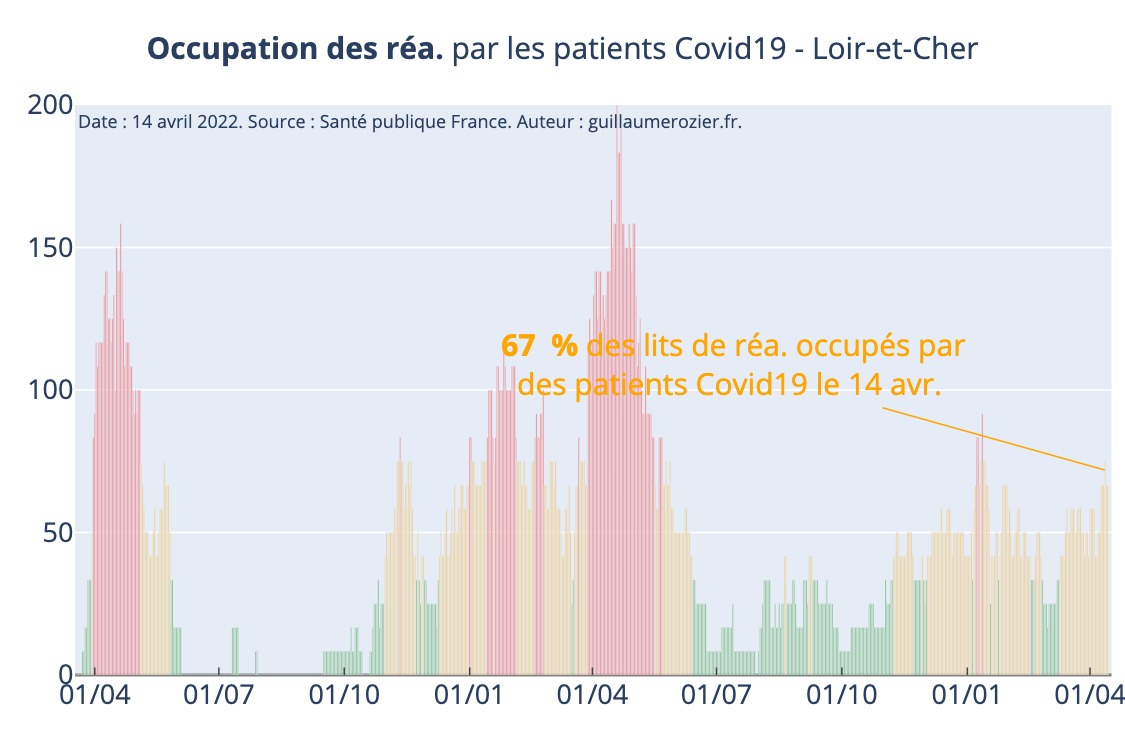 Occupation des réa. par les patients Covid19 - Loir-et-Cher
200
Date : 14 avril 2022. Source : Santé publique France. Auteur : guillaumerozier.fr.
150
67 % des lits de réa. occupés par
des patients Covid19 le 14 avr.
100
50
0
01/04 01/07 01/10 01/01 01/04 01/07 01/10 01/01 01/04